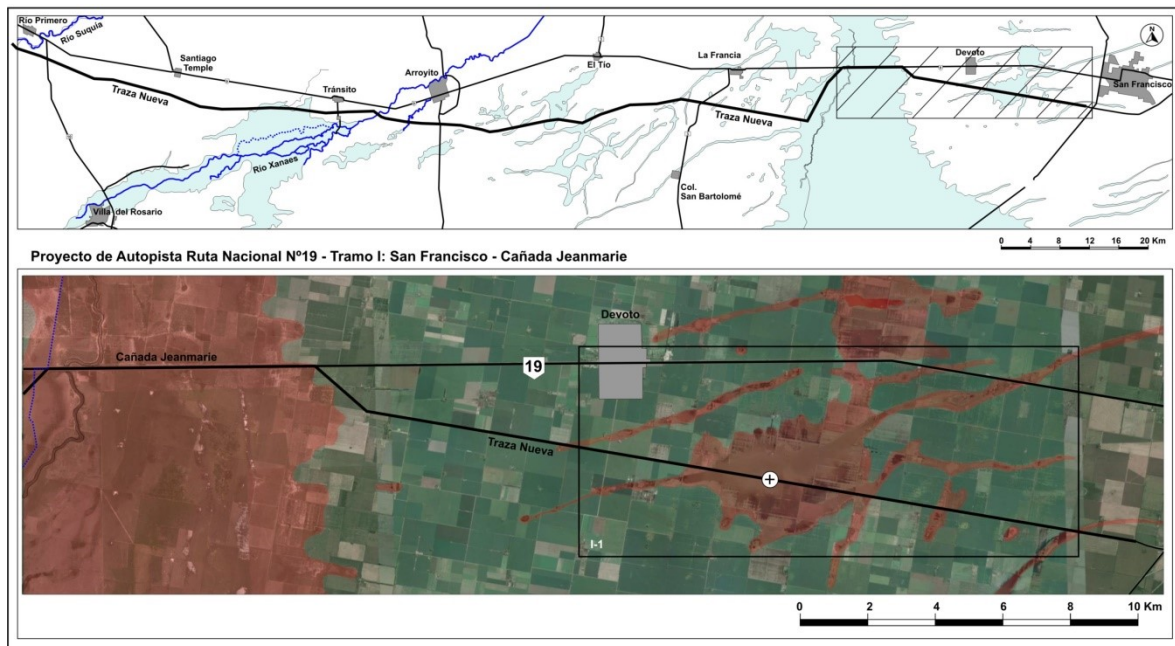 Río Primero
Río Suquía
Santiago
Temple
Traza Nueva
Tránsito
Arroyito
El Tío
La Francia
Devoto
San Francisco
N
Traza Nueva
Río Xanaes
Villa del Rosario
Col.
San Bartolomé
0 4 8 12 16 20 Km
Proyecto de Autopista Ruta Nacional Nº19 - Tramo I: San Francisco - Cañada Jeanmarie
Devoto
Cañada Jeanmarie
19
Traza Nueva
I-1
0 2 4 6 8 10 Km